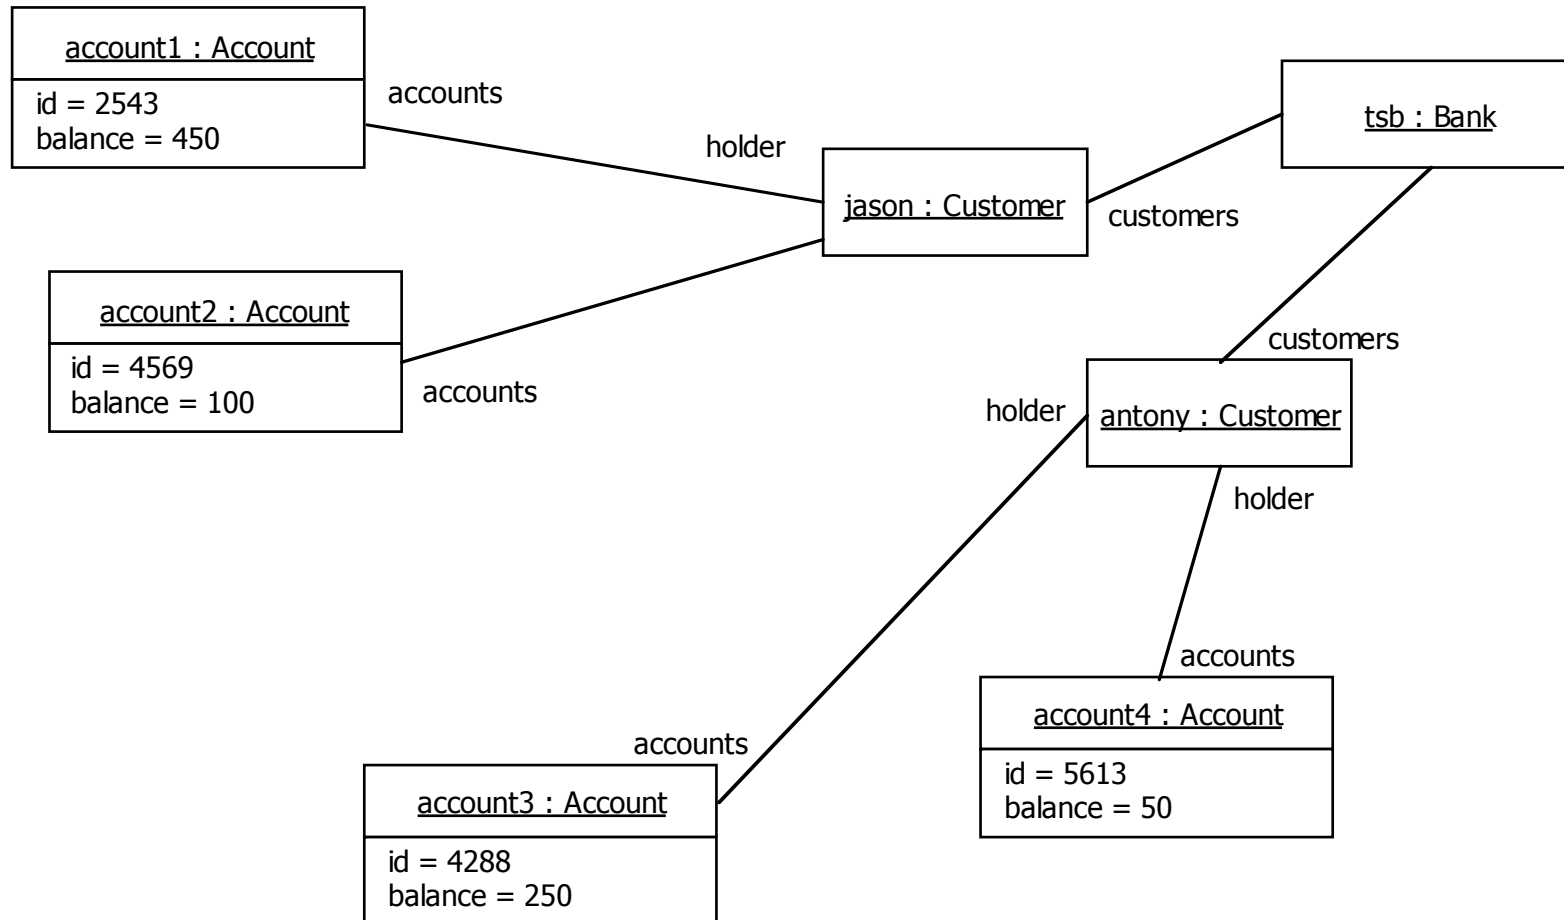 account1 : Account
id = 2543
balance = 450
accounts
holder
jason : Customer
customers
tsb : Bank
account2 : Account
id = 4569
balance = 100
accounts
customers
holder
antony : Customer
holder
accounts
account4 : Account
id = 5613
balance = 50
accounts
account3 : Account
id = 4288
balance = 250